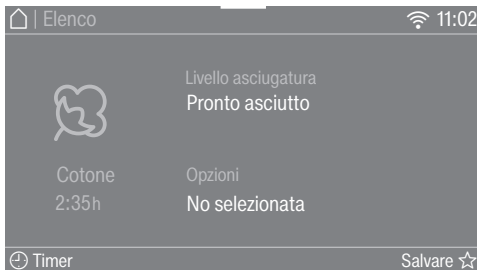 | Elenco 11:02
Livello asciugatura
Pronto asciutto
Cotone Opzioni
2:35h No selezionata
Timer Salvare